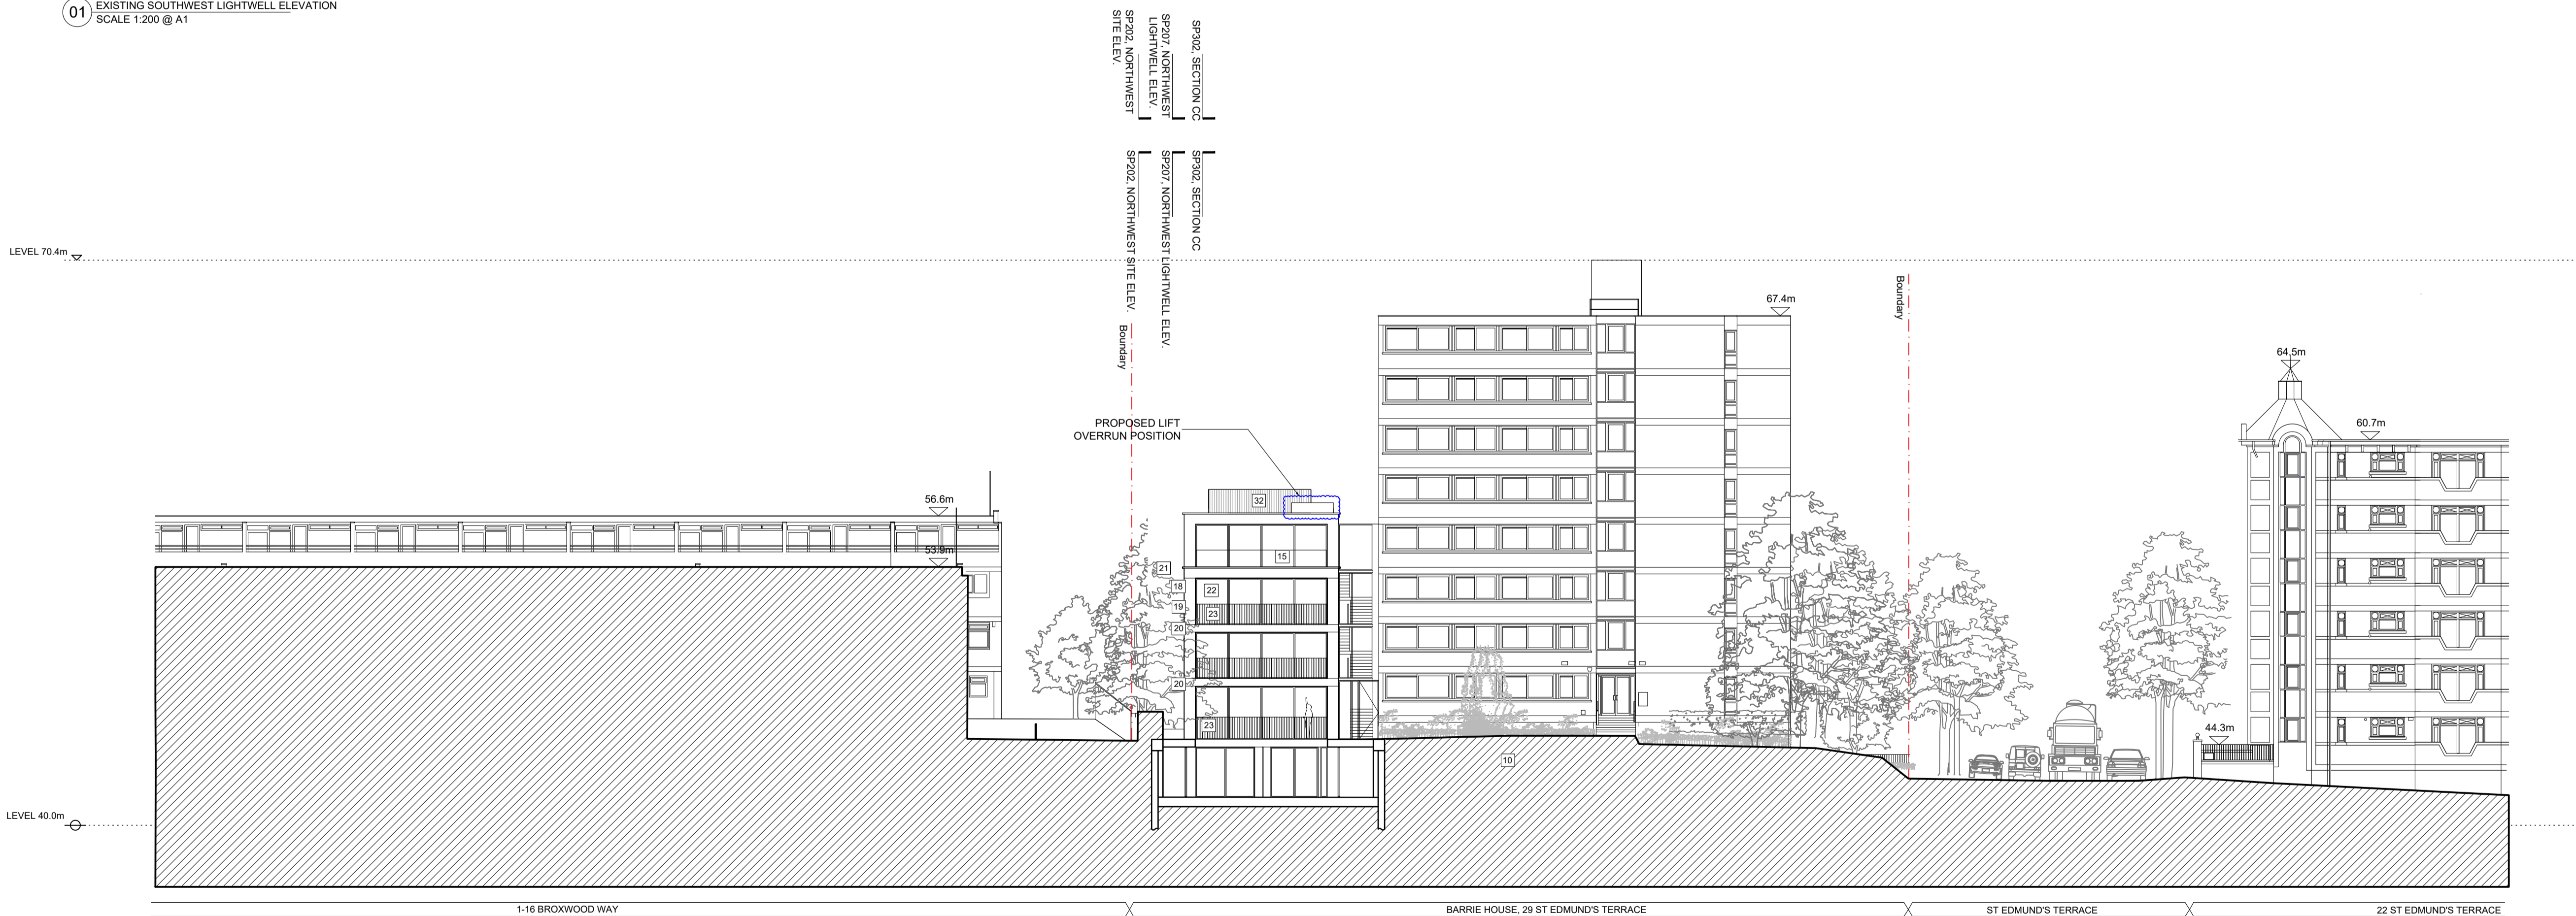 01
EXISTING SOUTHWEST LIGHTWELL ELEVATION
SCALE 1:200 @ A1
SP202, NORTHWEST
SITE ELEV.
SP207, NORTHWEST
LIGHTWELL ELEV.
SP302, SECTION CC
SP202, NORTHWEST SITE ELEV.
SP207, NORTHWEST LIGHTWELL ELEV.
SP302, SECTION CC
LEVEL 70.4m
Boundary
Boundary
67.4m
64.5m
60.7m
PROPOSED LIFT
OVERRUN POSITION
56.6m
32
53.9m
15
21
18
22
19
23
20
20
23
44.3m
10
LEVEL 40.0m
1-16 BROXWOOD WAY
BARRIE HOUSE, 29 ST EDMUND'S TERRACE
ST EDMUND'S TERRACE
22 ST EDMUND'S TERRACE